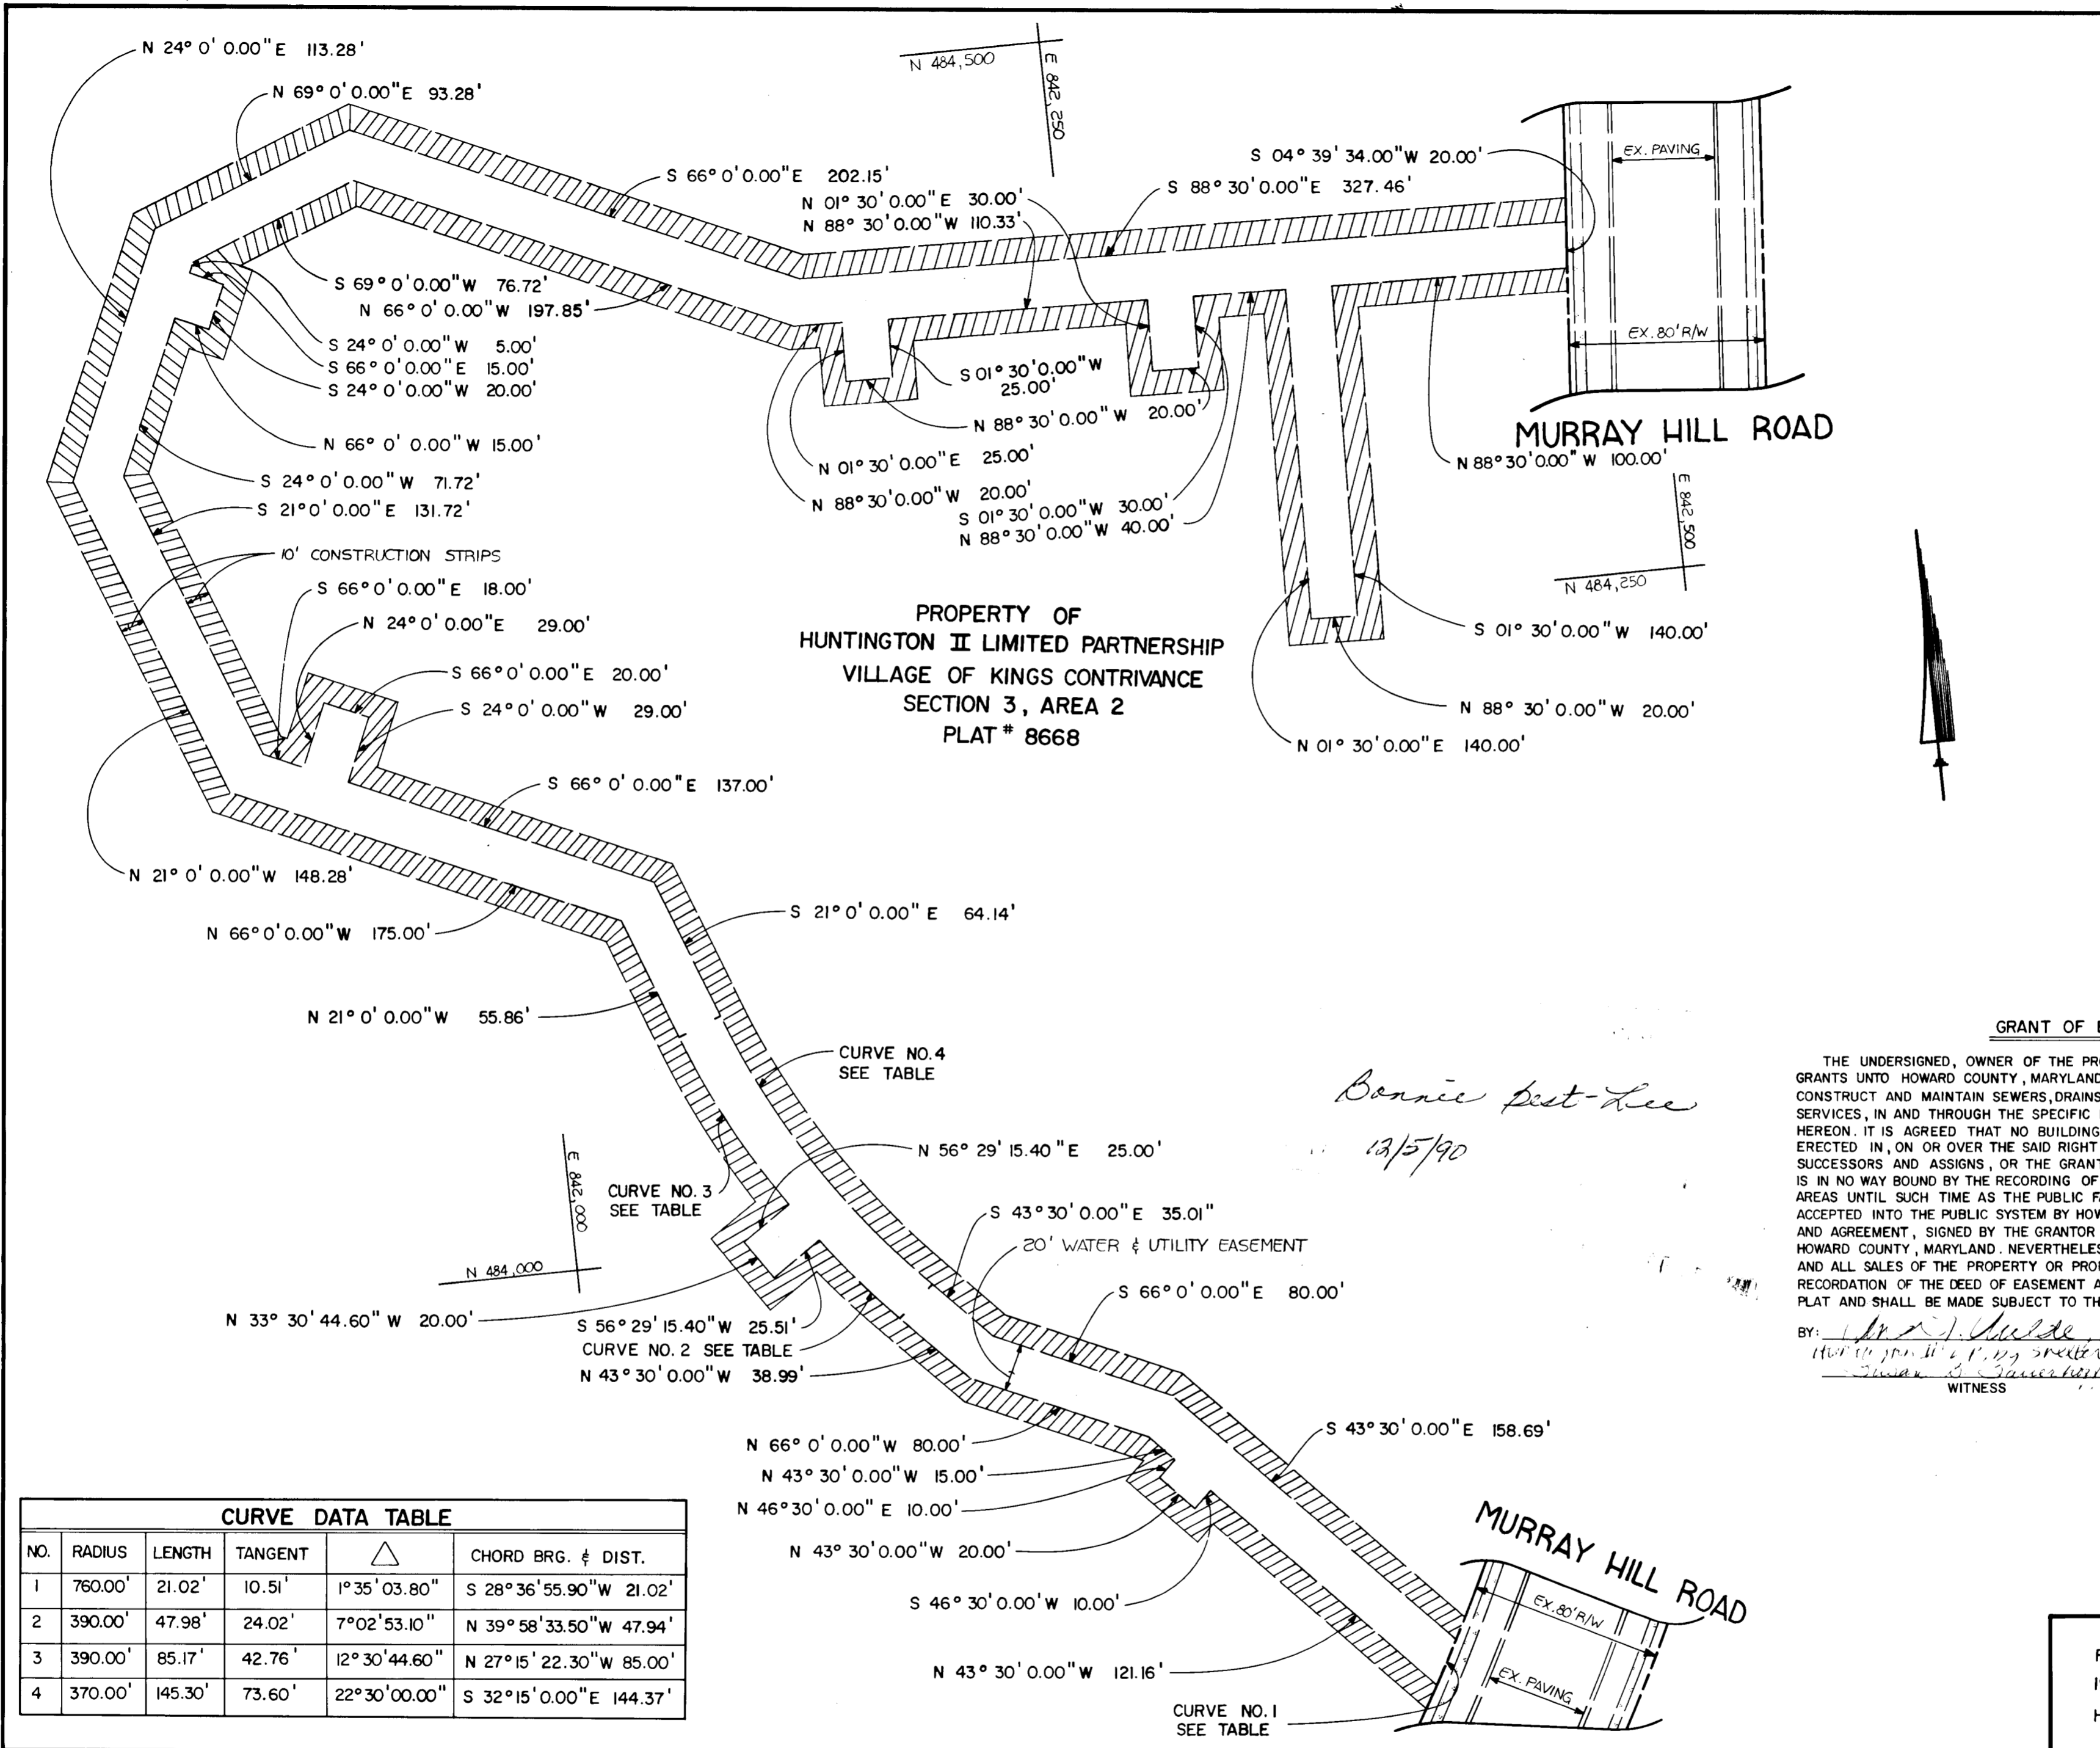 N 24° 0' 0.00" E 113.28'
N 69° 0' 0.00" E 93.28'
N 484,500
E 842,250
S 66° 0' 0.00" E 202.15'
N 01° 30' 0.00" E 30.00'
N 88° 30' 0.00" W 110.33'
S 04° 39' 34.00" W 20.00'
S 88° 30' 0.00" E 327.46'
EX. PAVING
EX. 80' R/W
MURRAY HILL ROAD
S 69° 0' 0.00" W 76.72'
N 66° 0' 0.00" W 197.85'
S 24° 0' 0.00" W 5.00'
S 66° 0' 0.00" E 15.00'
S 24° 0' 0.00" W 20.00'
N 66° 0' 0.00" W 15.00'
S 24° 0' 0.00" W 71.72'
S 21° 0' 0.00" E 131.72'
S 01° 30' 0.00" W
25.00'
N 88° 30' 0.00" W 20.00'
N 01° 30' 0.00" E 25.00'
N 88° 30' 0.00" W 20.00'
S 01° 30' 0.00" W 30.00'
N 88° 30' 0.00" W 40.00'
N 88° 30' 0.00" W 100.00'
E 842,500
N 484,250
10' CONSTRUCTION STRIPS
S 66° 0' 0.00" E 18.00'
N 24° 0' 0.00" E 29.00'
S 66° 0' 0.00" E 20.00'
S 24° 0' 0.00" W 29.00'
PROPERTY OF
HUNTINGTON II LIMITED PARTNERSHIP
VILLAGE OF KINGS CONTRIVANCE
SECTION 3, AREA 2
PLAT # 8668
S 01° 30' 0.00" W 140.00'
N 88° 30' 0.00" W 20.00'
N 01° 30' 0.00" E 140.00'
S 66° 0' 0.00" E 137.00'
N 21° 0' 0.00" W 148.28'
N 66° 0' 0.00" W 175.00'
S 21° 0' 0.00" E 64.14'
N 21° 0' 0.00" W 55.86'
CURVE NO. 4
SEE TABLE
Bonnie Best-Lee
12/5/90
N 56° 29' 15.40" E 25.00'
E 842,000
N 484,000
CURVE NO. 3
SEE TABLE
S 43° 30' 0.00" E 35.01"
20' WATER & UTILITY EASEMENT
S 66° 0' 0.00" E 80.00'
N 33° 30' 44.60" W 20.00'
S 56° 29' 15.40" W 25.51'
CURVE NO. 2 SEE TABLE
N 43° 30' 0.00" W 38.99'
S 43° 30' 0.00" E 158.69'
N 66° 0' 0.00" W 80.00'
N 43° 30' 0.00" W 15.00'
N 46° 30' 0.00" E 10.00'
N 43° 30' 0.00" W 20.00'
S 46° 30' 0.00' W 10.00'
N 43° 30' 0.00" W 121.16'
CURVE NO. 1
SEE TABLE
MURRAY HILL ROAD
EX. 80' R/W
EX. PAVING
GRANT OF
THE UNDERSIGNED, OWNER OF THE
GRANTS UNTO HOWARD COUNTY, MARYLAND
CONSTRUCT AND MAINTAIN SEWERS, DRAINS
SERVICES, IN AND THROUGH THE SPECIFIC
HEREON. IT IS AGREED THAT NO BUILDING
ERECTED IN, ON OR OVER THE SAID RIGHT
SUCCESSORS AND ASSIGNS, OR THE GRANT
IS IN NO WAY BOUND BY THE RECORDING OF
AREAS UNTIL SUCH TIME AS THE PUBLIC
ACCEPTED INTO THE PUBLIC SYSTEM BY
AND AGREEMENT, SIGNED BY THE GRANTOR
HOWARD COUNTY, MARYLAND. NEVERTHELES
AND ALL SALES OF THE PROPERTY OR
RECORDATION OF THE DEED OF EASEMENT
PLAT AND SHALL BE MADE SUBJECT TO
BY:
WITNESS
CURVE DATA TABLE
NO. RADIUS LENGTH TANGENT △ CHORD BRG. & DIST.
1 760.00' 21.02' 10.51' 1° 35' 03.80" S 28° 36' 55.90" W 21.02'
2 390.00' 47.98' 24.02' 7° 02' 53.10" N 39° 58' 33.50" W 47.94'
3 390.00' 85.17' 42.76' 12° 30' 44.60" N 27° 15' 22.30" W 85.00'
4 370.00' 145.30' 73.60' 22° 30' 00.00" S 32° 15' 0.00" E 144.37'